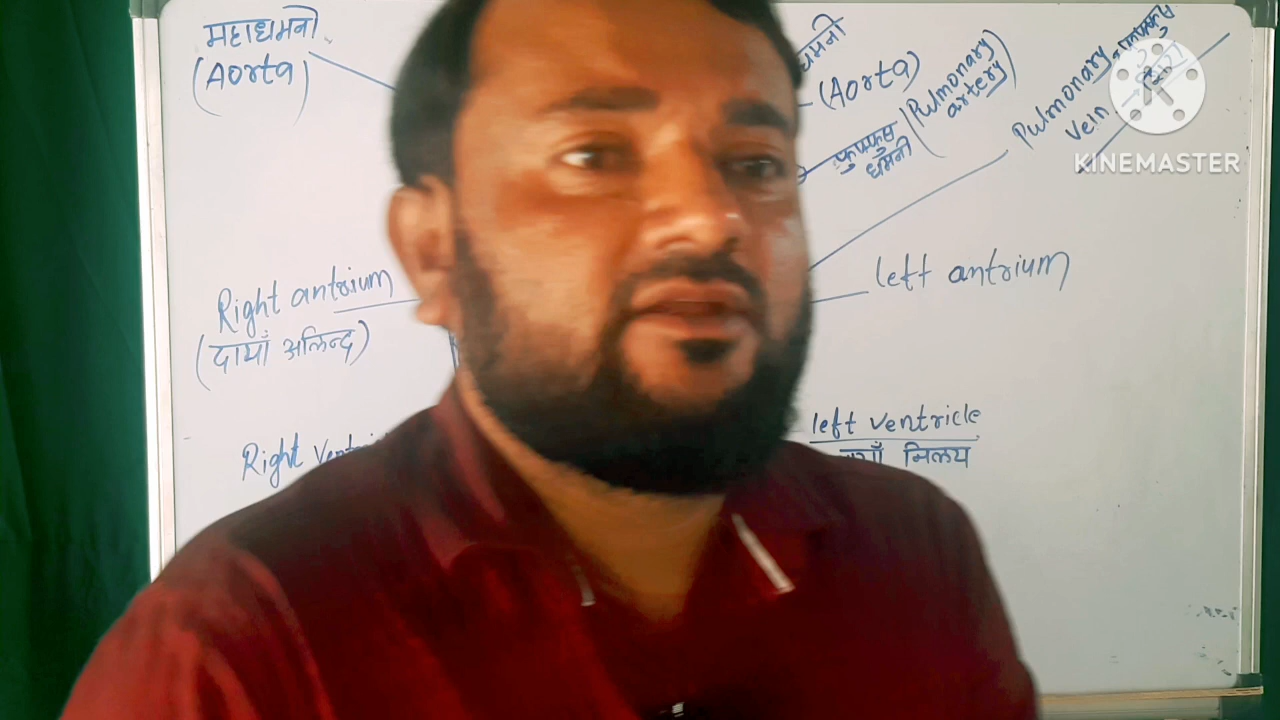 महाधमनी
(Aorta)
धमनी
(Aorta)
(Pulmonary
artery)
फुफ्फुस
धमनी
Pulmonary
vein
KINEMASTER
left antrium
Right antrium
(दायाँ अलिन्द)
left ventricle
निलय
Right